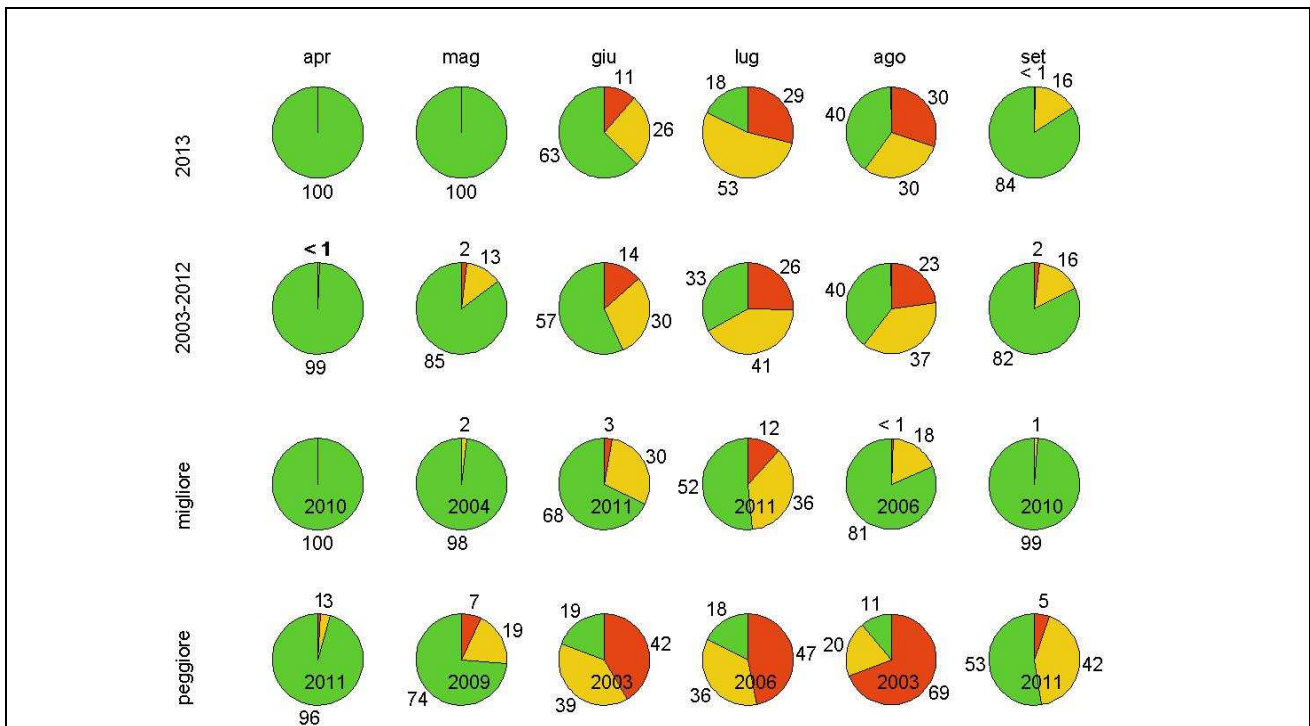 apr mag giu lug ago set
2013
100
100
11 26 63
29 53 18
30 30 40
< 1 16 84
2003-2012
< 1 99
2 13 85
14 30 57
26 41 33
23 37 40
2 16 82
migliore
2010 100
2 2004 98
3 30 2011 68
12 36 2011 52
< 1 18 2006 81
1 2010 99
peggiore
13 2011 96
7 19 2009 74
42 2003 39 19
47 2006 36 18
69 2003 20 11
5 42 2011 53